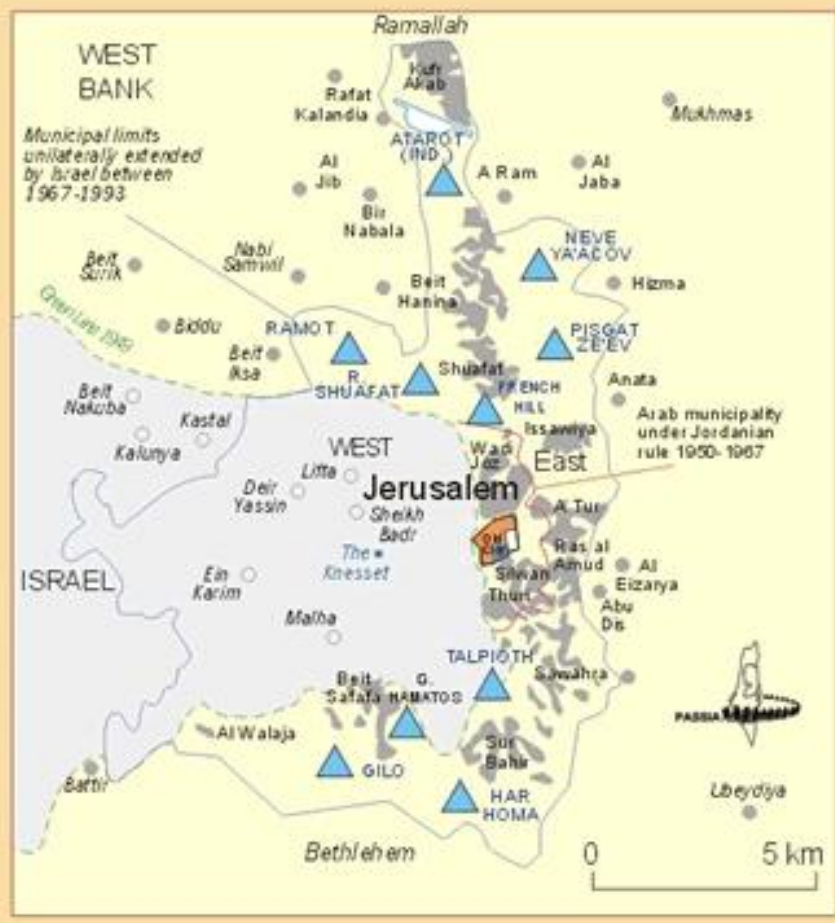 Ramallah
WEST
BANK
Kufr
Akab
Rafat
Kalandia
Mukhmas
Municipal limits
unilaterally extended
by Israel between
1967-1993
ATAROT
(IND.)
Al
Jib
A Ram
Al
Jaba
Bir
Nabala
Nabi
Samwil
NEVE
YA'ACOV
Beit
Surik
Beit
Hanina
Hizma
Green Line 1949
Biddu
RAMOT
PISGAT
ZE'EV
Beit
Iksa
R.
SHUAFAT
Shuafat
FRENCH
HILL
Anata
Beit
Nakuba
Kastal
Kalunya
Issawiya
Arab municipality
under Jordanian
rule 1950-1967
WEST
Wadi
Joz
East
Lifta
Jerusalem
Deir
Yassin
Sheikh
Badr
A Tur
The
Knesset
Ras al
Amud
Silwan
Al
Eizarya
ISRAEL
Ein
Karim
Thuri
Abu
Dis
Malha
TALPIOTH
Sawahra
Beit
Safafa
G.
HAMATOS
PASSIA
Al Walaja
Sur
Bahir
Battir
GILO
HAR
HOMA
Ubeydiya
Bethlehem
0 5 km